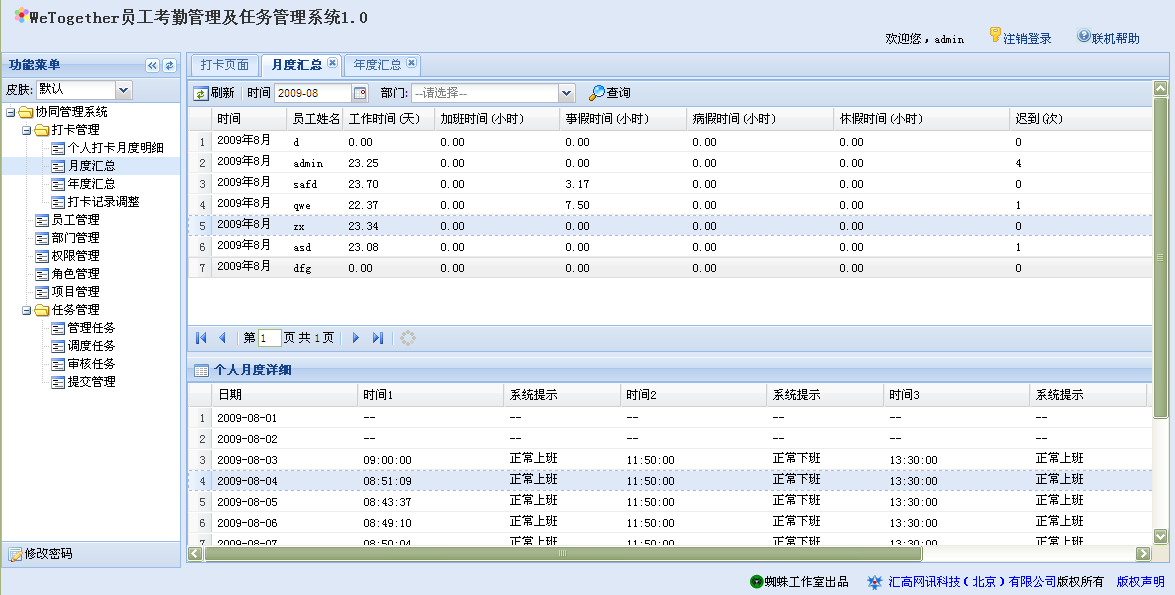 WeTogether员工考勤管理及任务管理系统1.0
欢迎您，admin 注销登录 联机帮助
功能菜单
皮肤: 默认
协同管理系统
打卡管理
个人打卡月度明细
月度汇总
年度汇总
打卡记录调整
员工管理
部门管理
权限管理
角色管理
项目管理
任务管理
管理任务
调度任务
审核任务
提交管理
修改密码
打卡页面 月度汇总 年度汇总
刷新 时间 2009-08 部门: --请选择-- 查询
时间 员工姓名 工作时间(天) 加班时间(小时) 事假时间(小时) 病假时间(小时) 休假时间(小时) 迟到(次)
1 2009年8月 d 0.00 0.00 0.00 0.00 0.00 0
2 2009年8月 admin 23.25 0.00 0.00 0.00 0.00 4
3 2009年8月 safd 23.70 0.00 3.17 0.00 0.00 0
4 2009年8月 qwe 22.37 0.00 7.50 0.00 0.00 1
5 2009年8月 zx 23.34 0.00 0.00 0.00 0.00 0
6 2009年8月 asd 23.08 0.00 0.00 0.00 0.00 1
7 2009年8月 dfg 0.00 0.00 0.00 0.00 0.00 0
第 1 页 共 1 页
个人月度详细
日期 时间1 系统提示 时间2 系统提示 时间3 系统提示
1 2009-08-01 -- -- -- -- -- --
2 2009-08-02 -- -- -- -- -- --
3 2009-08-03 09:00:00 正常上班 11:50:00 正常下班 13:30:00 正常上班
4 2009-08-04 08:51:09 正常上班 11:50:00 正常下班 13:30:00 正常上班
5 2009-08-05 08:43:37 正常上班 11:50:00 正常下班 13:30:00 正常上班
6 2009-08-06 08:49:10 正常上班 11:50:00 正常下班 13:30:00 正常上班
7 2009-08-07 08:50:04 正常上班 11:50:00 正常下班 13:30:00 正常上班
蜘蛛工作室出品 汇高网讯科技(北京)有限公司版权所有 版权声明